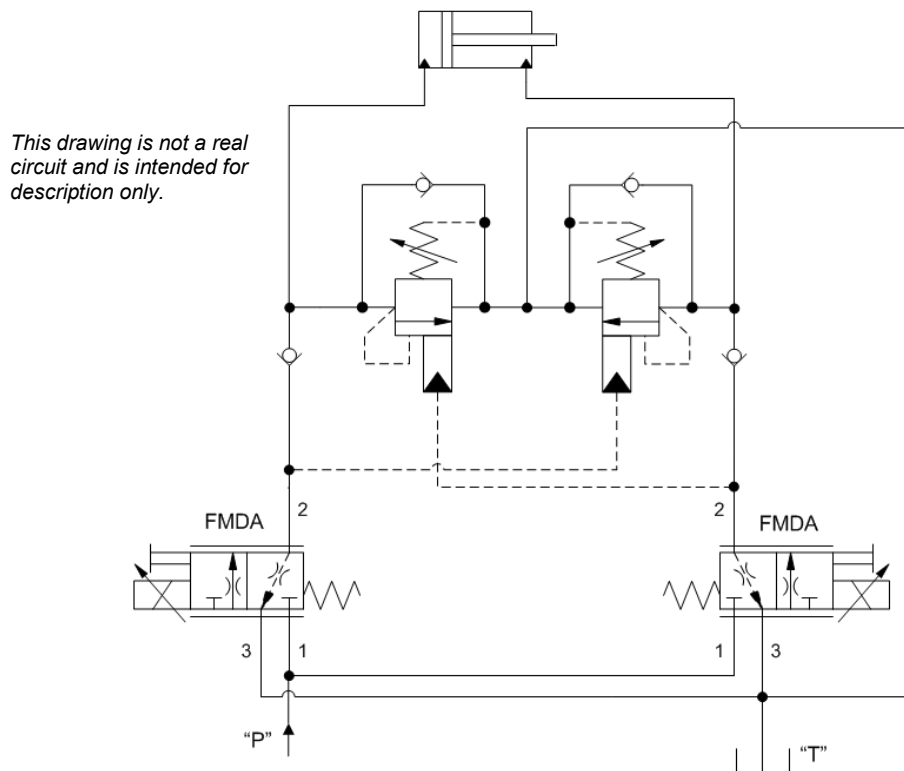 This drawing is not a real
circuit and is intended for
description only.
2
2
FMDA
FMDA
3
1
1
3
“P”
“T”